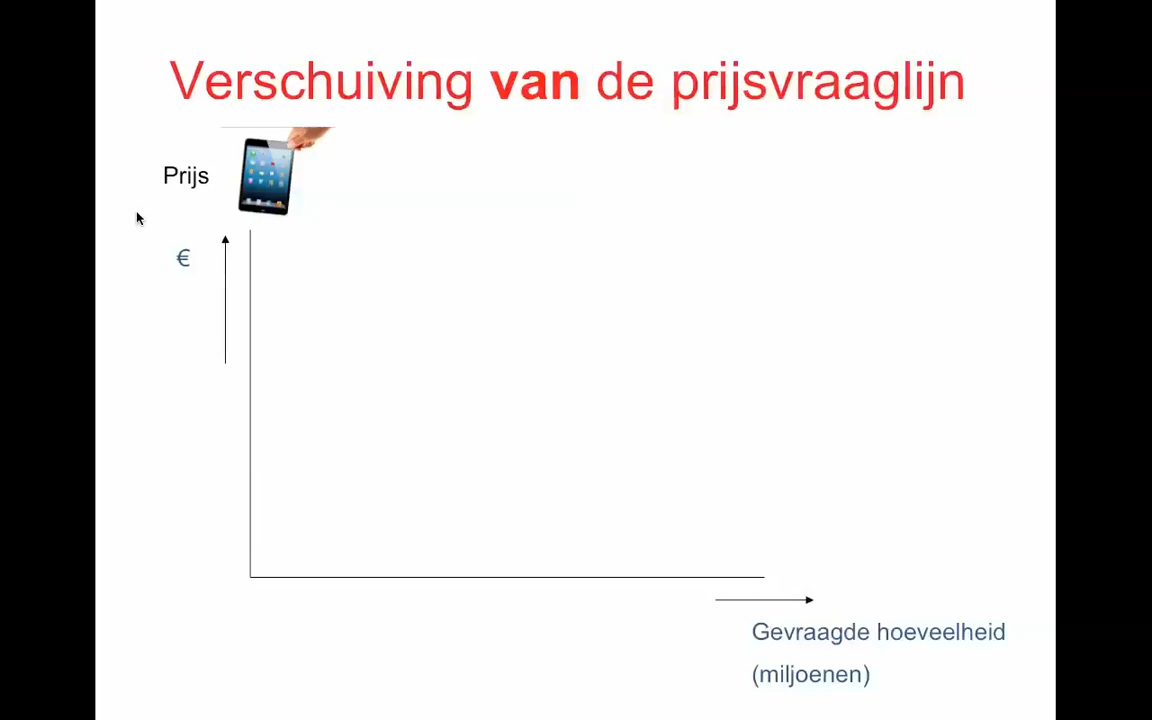 Verschuiving van de prijsvraaglijn
Prijs
€
Gevraagde hoeveelheid
(miljoenen)